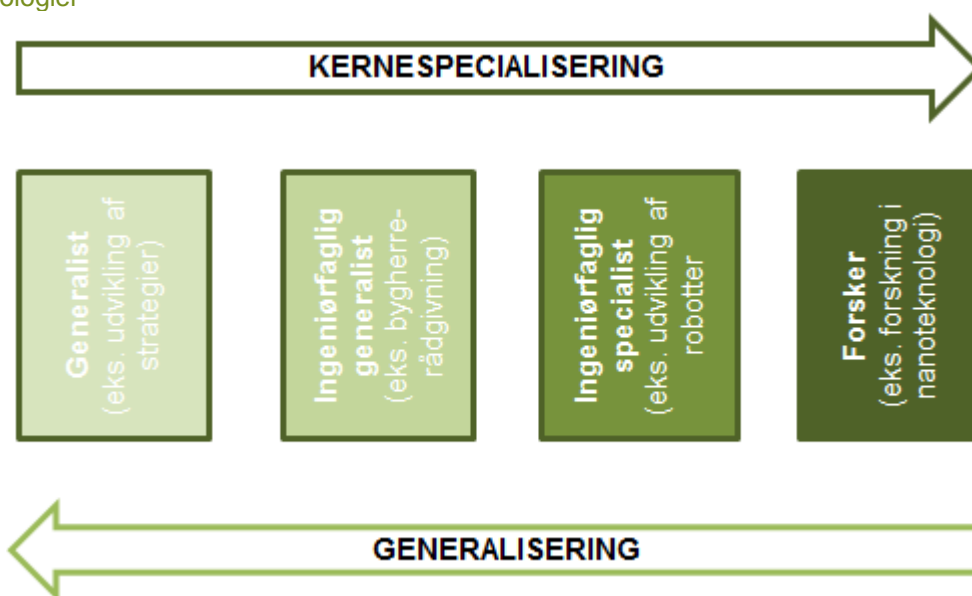 ologier
KERNESPECIALISERING
Generalist
(eks. udvikling af
strategier)
Ingeniørfaglig
generalist
(eks. bygherre-
rådgivning)
Ingeniørfaglig
specialist
(eks. udvikling af
robotter
Forsker
(eks. forskning i
nanoteknologi)
GENERALISERING